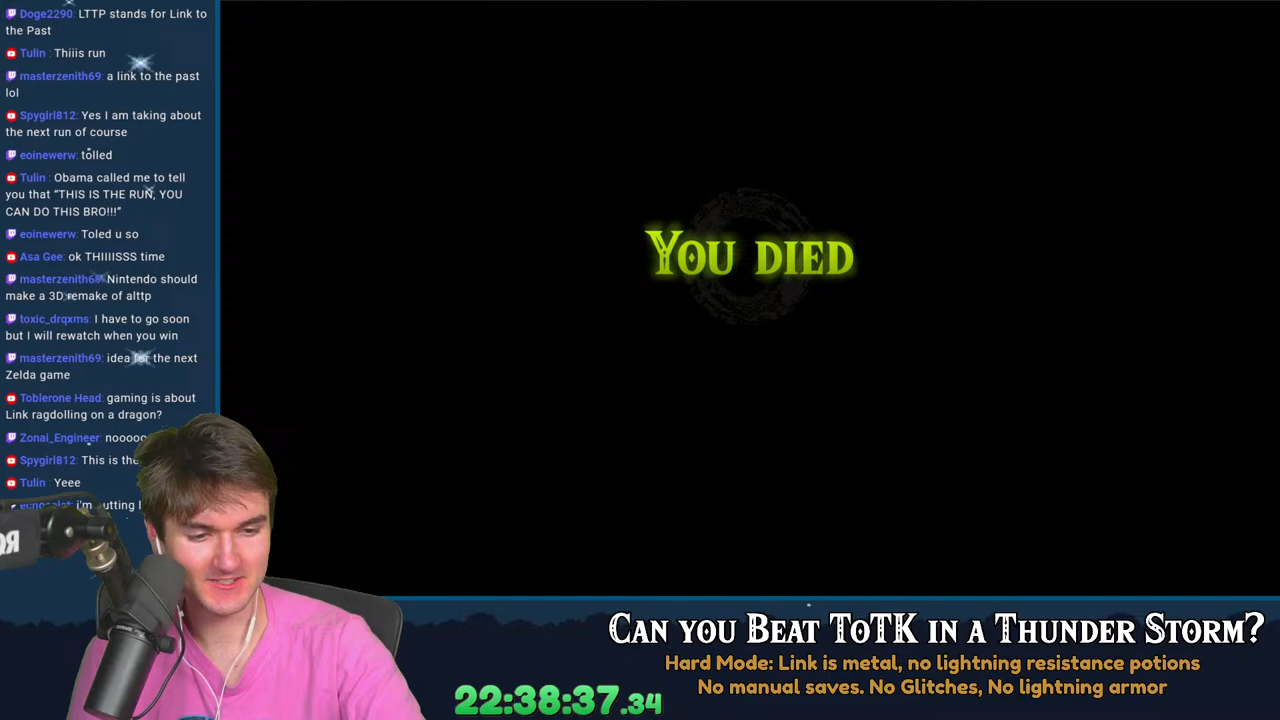 Doge2290: LTTP stands for Link to
the Past
Tulin : Thiiis run
masterzenith69: a link to the past
lol
Spygirl812: Yes I am taking about
the next run of course
eoinewerw: tolled
Tulin : Obama called me to tell
you that “THIS IS THE RUN, YOU
CAN DO THIS BRO!!!”
eoinewerw: Toled u so
Asa Gee: ok THIIIISSS time
masterzenith69: Nintendo should
make a 3D remake of alttp
toxic_drqxms: I have to go soon
but I will rewatch when you win
masterzenith69: idea for the next
Zelda game
Toblerone Head: gaming is about
Link ragdolling on a dragon?
Zonai_Engineer: noooo
Spygirl812: This is the
Tulin : Yeee
i'm
YOU DIED
CAN YOU BEAT TOTK IN A THUNDER STORM?
Hard Mode: Link is metal, no lightning resistance potions
No manual saves. No Glitches, No lightning armor
22:38:37.34